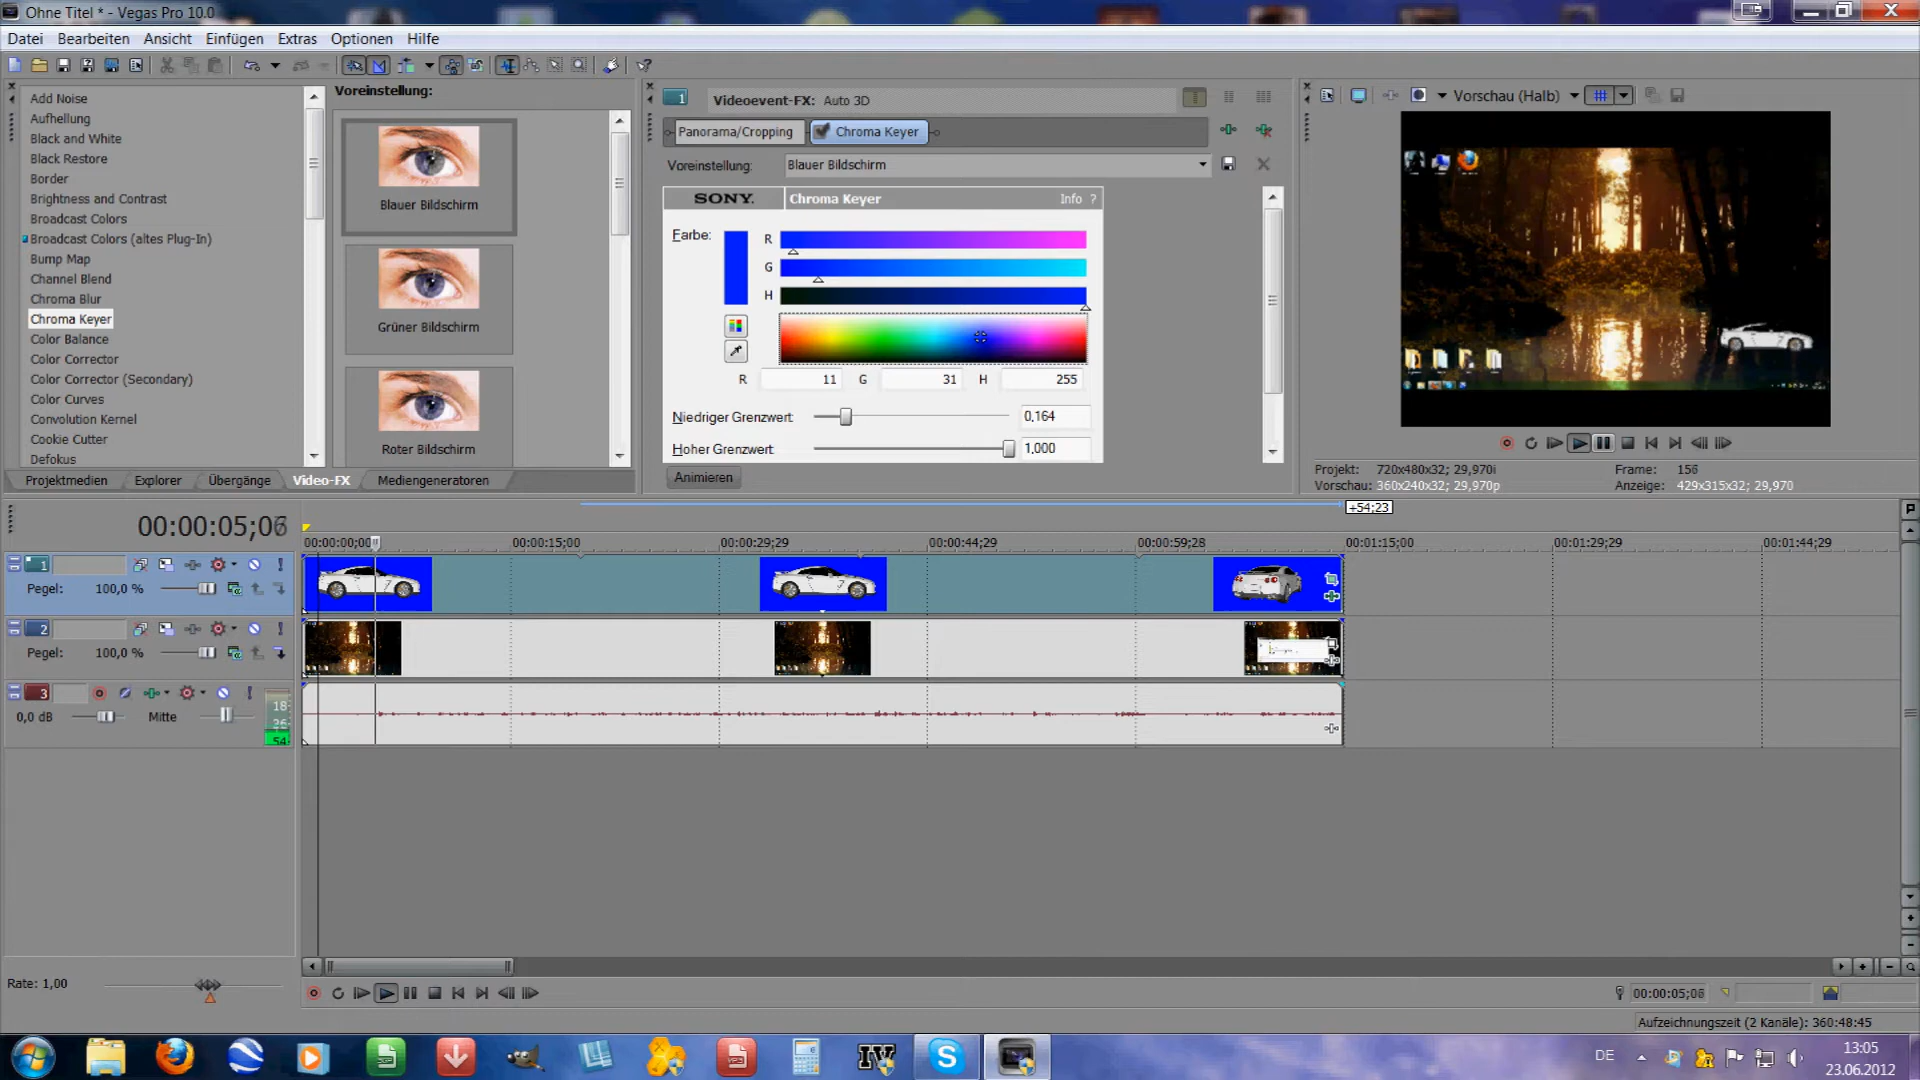 Ohne Titel * - Vegas Pro 10.0
Datei Bearbeiten Ansicht Einfügen Extras Optionen Hilfe
Add Noise
Aufhellung
Black and White
Black Restore
Border
Brightness and Contrast
Broadcast Colors
Broadcast Colors (altes Plug-In)
Bump Map
Channel Blend
Chroma Blur
Chroma Keyer
Color Balance
Color Corrector
Color Corrector (Secondary)
Color Curves
Convolution Kernel
Cookie Cutter
Defokus
Voreinstellung:
Blauer Bildschirm
Grüner Bildschirm
Roter Bildschirm
Projektmedien Explorer Übergänge Video-FX Mediengeneratoren
1 Videoevent-FX: Auto 3D
Panorama/Cropping Chroma Keyer
Voreinstellung: Blauer Bildschirm
SONY. Chroma Keyer Info ?
Farbe: R
G
H
R 11 G 31 H 255
Niedriger Grenzwert: 0,164
Hoher Grenzwert: 1,000
Animieren
Vorschau (Halb)
Projekt: 720x480x32; 29,970i Frame: 156
Vorschau: 360x240x32; 29,970p Anzeige: 429x315x32; 29,970
+54;23
00:00:05;06
00:00:00;00 00:00:15;00 00:00:29;29 00:00:44;29 00:00:59;28 00:01:15;00 00:01:29;29 00:01:44;29
1
Pegel: 100,0 %
2
Pegel: 100,0 %
3
0,0 dB Mitte
18
36
54
Rate: 1,00
00:00:05;06
Aufzeichnungszeit (2 Kanäle): 360:48:45
IV
S
DE
13:05
23.06.2012